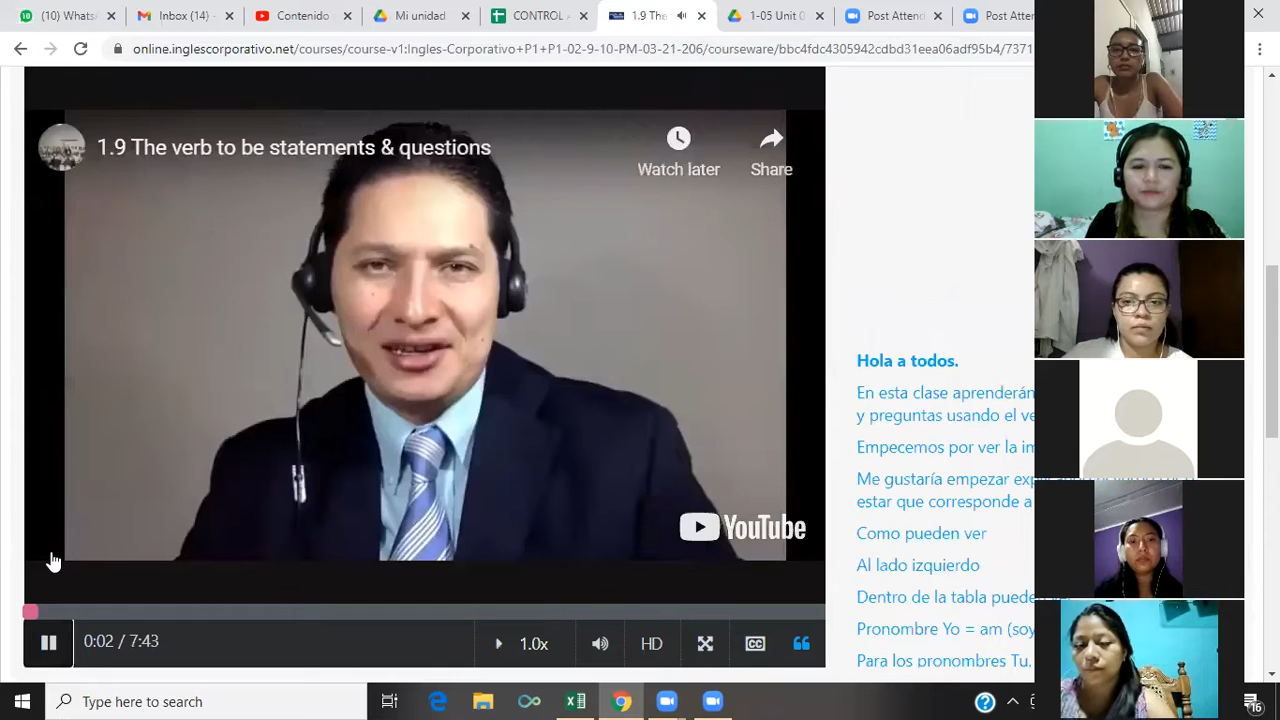 (10) WhatsA
Inbox (14) -
Contenido
Mi unidad
CONTROL
1.9 The
1-05 Unit 0
Post Attend
Post Atten
online.inglescorporativo.net/courses/course-v1:Ingles-Corporativo+P1+P1-02-9-10-PM-03-21-206/courseware/bbc4fdc4305942cdbd31eea06adf95b4/7371
1.9 The verb to be statements & questions
Watch later
Share
YouTube
0:02 / 7:43
1.0x
HD
CC
Hola a todos.
En esta clase aprenderán
y preguntas usando el ve
Empecemos por ver la im
Me gustaría empezar
estar que corresponde a
Como pueden ver
Al lado izquierdo
Dentro de la tabla
Pronombre Yo = am (soy
Para los pronombres Tu.
Type here to search
16